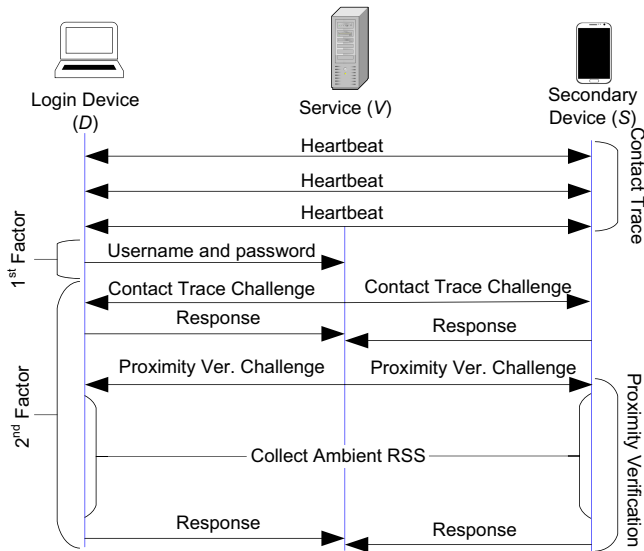 Login Device
(D)
Service (V)
Secondary
Device (S)
Heartbeat
Heartbeat
Heartbeat
Contact Trace
1st Factor
Username and password
Contact Trace Challenge
Contact Trace Challenge
Response
Response
2nd Factor
Proximity Ver. Challenge
Proximity Ver. Challenge
Collect Ambient RSS
Proximity Verification
Response
Response